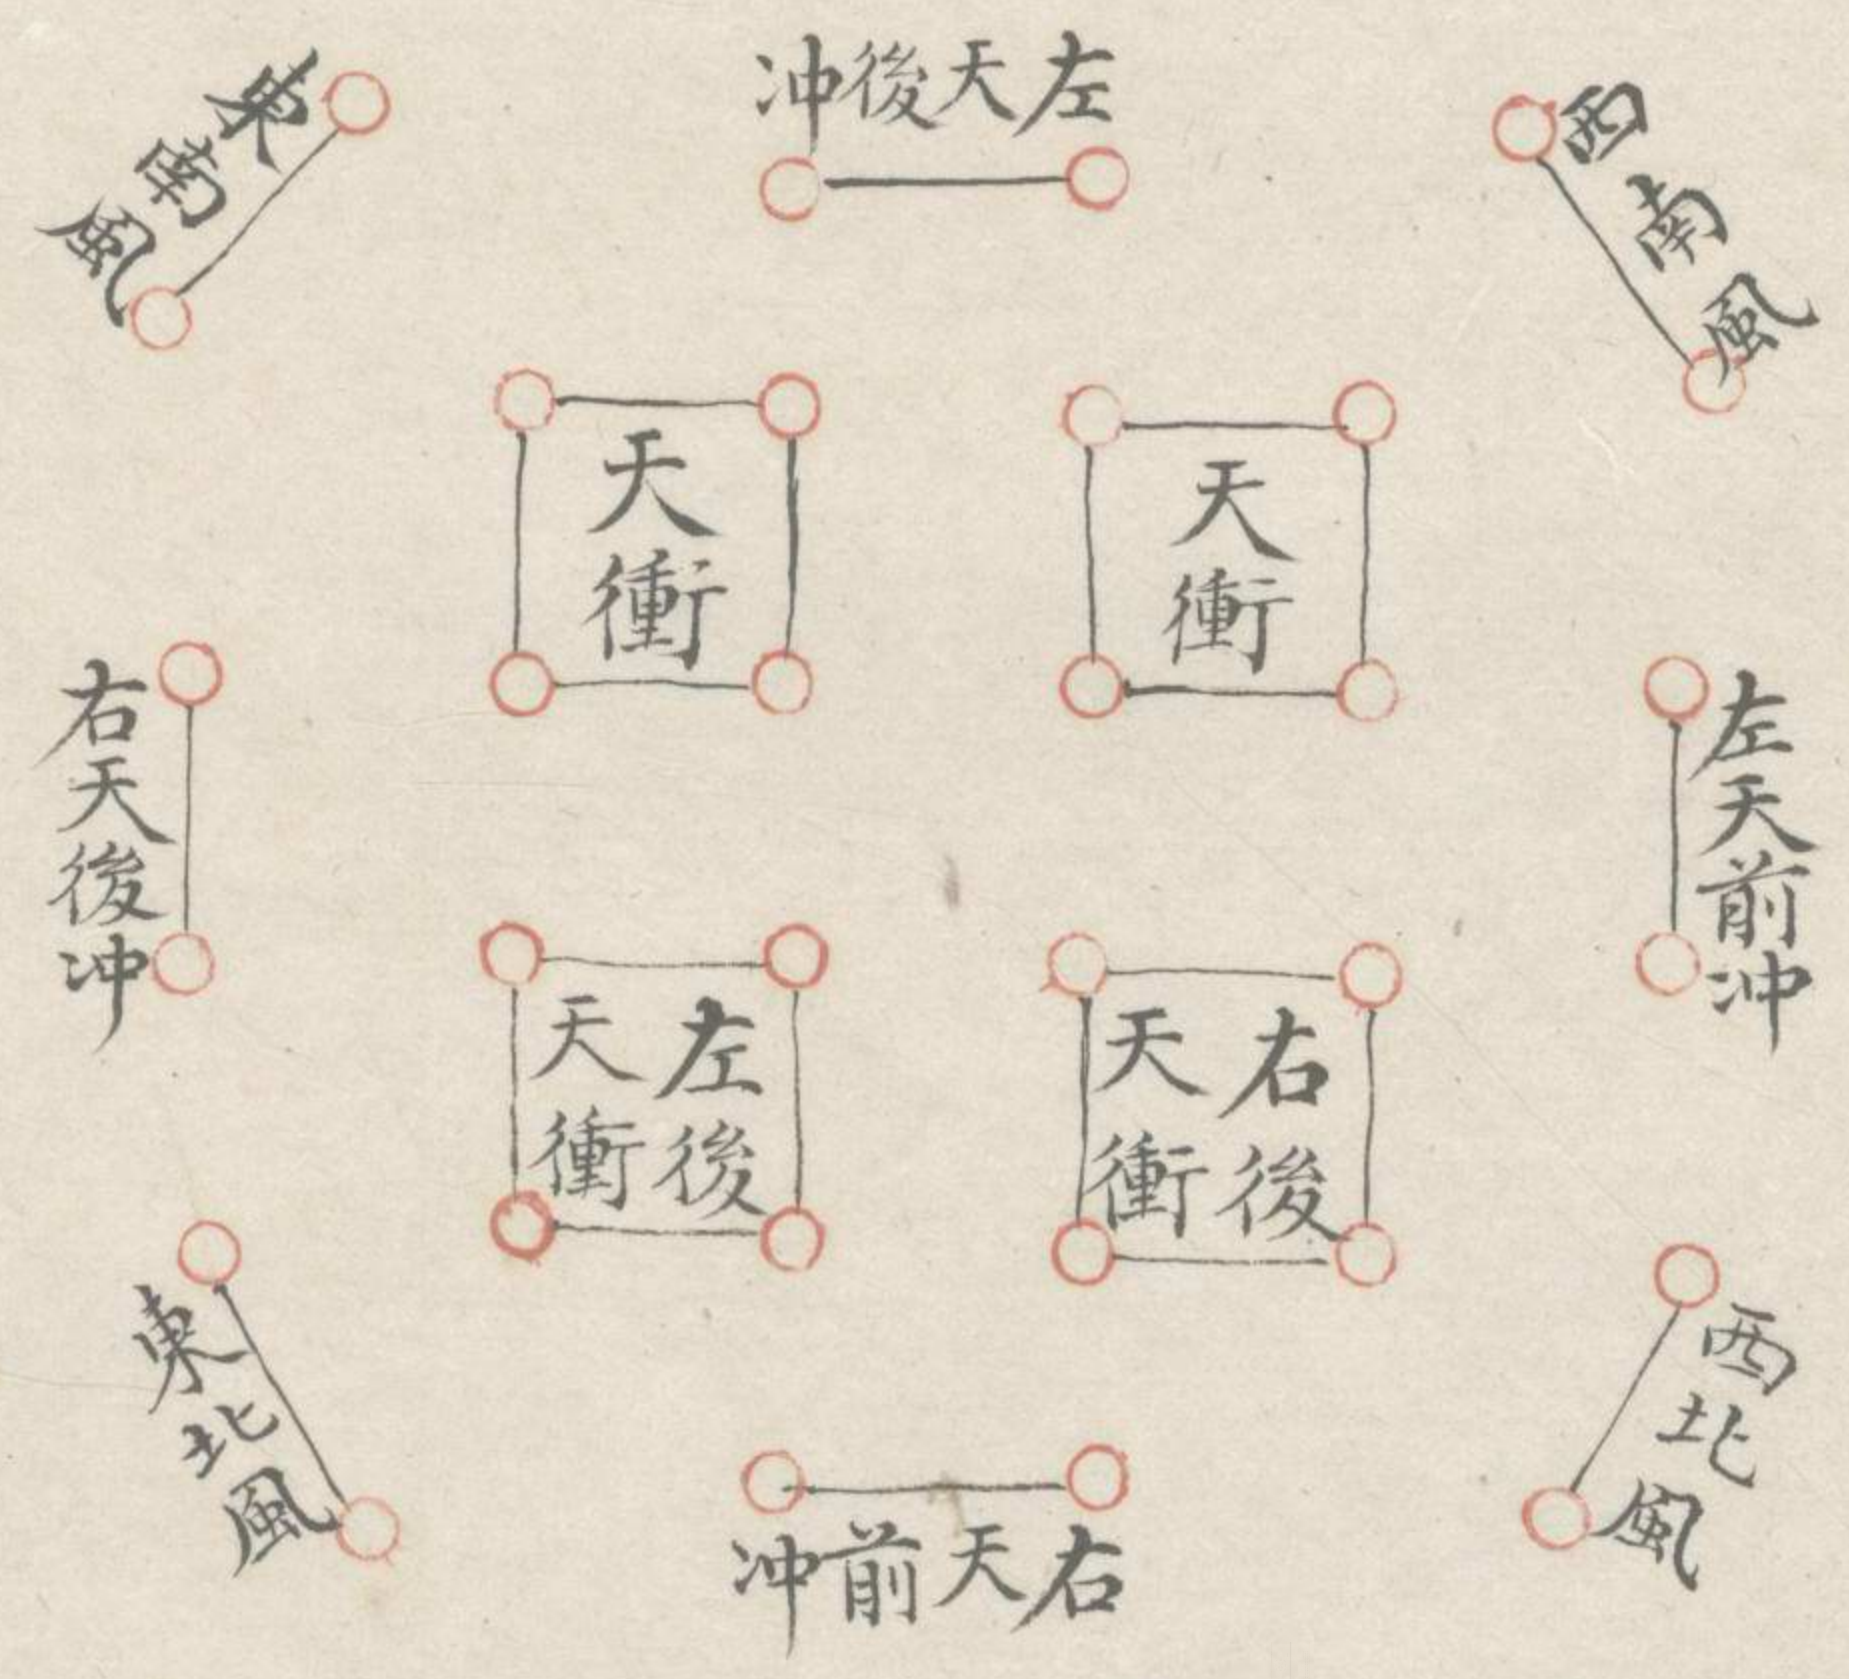 西南風
左天後冲
東南風
天衝
天衝
左天前冲
右天後冲
右後
天衝
左後
天衝
西北風
右天前冲
東北風